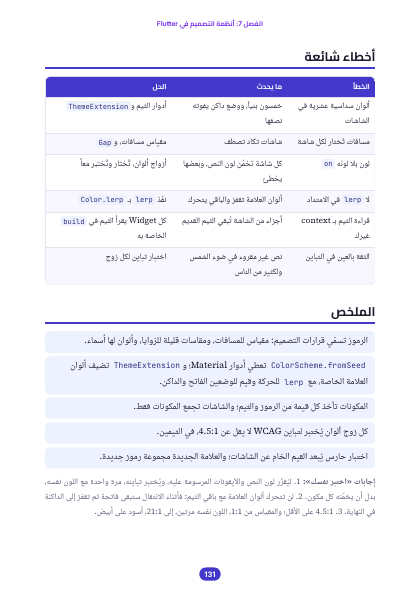 الفصل 7: أنظمة التصميم في Flutter
أخطاء شائعة
الخطأ ما يحدث الحل
ألوان سداسية عشرية في الشاشات خمسون بنياً، ووضع داكن يفوته نصفها أدوار الثيم و ThemeExtension
مسافات تُختار لكل شاشة شاشات تكاد تصطف مقياس مسافات، و Gap
لون بلا لونه on كل شاشة تخمّن لون النص، وبعضها يخطئ أزواج ألوان، تُختار وتُختبر معاً
لا lerp في الامتداد ألوان العلامة تقفز والباقي يتحرك نفّذ lerp بـ Color.lerp
قراءة الثيم بـ context غيرك أجزاء من الشاشة تُبقي الثيم القديم كل Widget يقرأ الثيم في build الخاصة به
الثقة بالعين في التباين نص غير مقروء في ضوء الشمس ولكثير من الناس اختبار تباين لكل زوج
الملخص
الرموز تسمّي قرارات التصميم: مقياس للمسافات، ومقاسات قليلة للزوايا، وألوان لها أسماء.
ColorScheme.fromSeed تعطي أدوار Material؛ و ThemeExtension تضيف ألوان
العلامة الخاصة، مع lerp للحركة وقيم للوضعين الفاتح والداكن.
المكونات تأخذ كل قيمة من الرموز والثيم؛ والشاشات تجمع المكونات فقط.
كل زوج ألوان يُختبر لتباين WCAG لا يقل عن 4.5:1، في الثيمين.
اختبار حارس يُبعد القيم الخام عن الشاشات؛ والعلامة الجديدة مجموعة رموز جديدة.
إجابات «اختبر نفسك»: 1. ليُقرَّر لون النص والأيقونات المرسومة عليه، ويُختبر تباينه، مرة واحدة مع اللون نفسه،
بدل أن يخمّنه كل مكون. 2. لن تتحرك ألوان العلامة مع باقي الثيم: فأثناء الانتقال ستبقى فاتحة ثم تقفز إلى الداكنة
في النهاية. 3. 4.5:1 على الأقل؛ والمقياس من 1:1، اللون نفسه مرتين، إلى 21:1، أسود على أبيض.
131